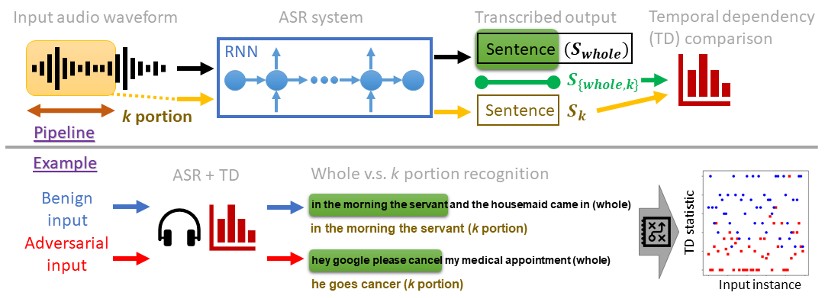 Input audio waveform
ASR system
Transcribed output
Temporal dependency
(TD) comparison
RNN
Sentence (S_whole)
S_{whole,k}
k portion
Sentence S_k
Pipeline
Example
ASR + TD
Whole v.s. k portion recognition
Benign
input
in the morning the servant and the housemaid came in (whole)
in the morning the servant (k portion)
Adversarial
input
hey google please cancel my medical appointment (whole)
he goes cancer (k portion)
TD statistic
Input instance